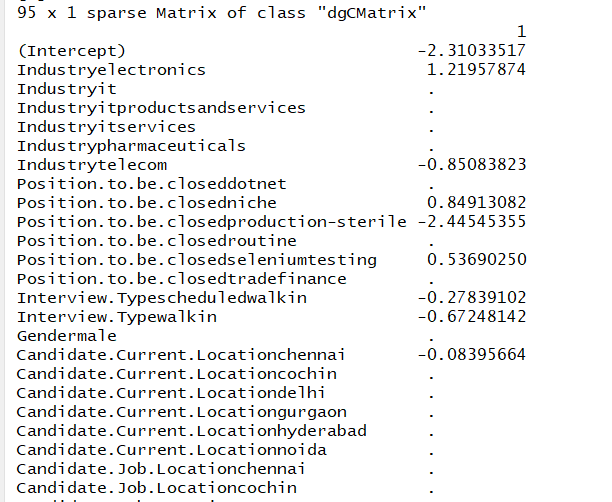 95 x 1 sparse Matrix of class "dgCMatrix"
1
(Intercept) -2.31033517
Industryelectronics 1.21957874
Industryit .
Industryitproductsandservices .
Industryitservices .
Industrypharmaceuticals .
Industrytelecom -0.85083823
Position.to.be.closeddotnet .
Position.to.be.closedniche 0.84913082
Position.to.be.closedproduction-sterile -2.44545355
Position.to.be.closedroutine .
Position.to.be.closedseleniumtesting 0.53690250
Position.to.be.closedtradefinance .
Interview.Typescheduledwalkin -0.27839102
Interview.Typewalkin -0.67248142
Gendermale .
Candidate.Current.Locationchennai -0.08395664
Candidate.Current.Locationcochin .
Candidate.Current.Locationdelhi .
Candidate.Current.Locationgurgaon .
Candidate.Current.Locationhyderabad .
Candidate.Current.Locationnoida .
Candidate.Job.Locationchennai .
Candidate.Job.Locationcochin .